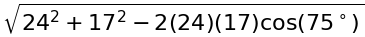 √24² + 17² − 2(24)(17)cos(75°)